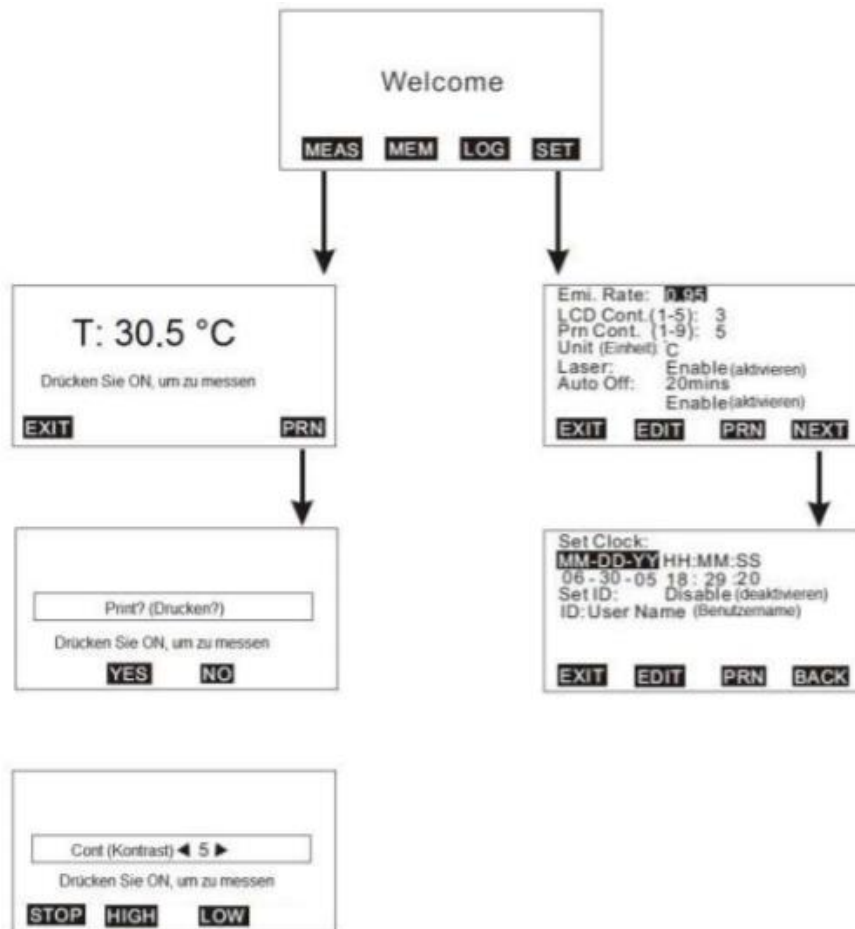 Welcome
MEAS MEM LOG SET
T: 30.5 °C
Drücken Sie ON, um zu messen
EXIT PRN
Print? (Drucken?)
Drücken Sie ON, um zu messen
YES NO
Cont (Kontrast) ◀ 5 ▶
Drücken Sie ON, um zu messen
STOP HIGH LOW
Emi. Rate: 0.95
LCD Cont.(1-5): 3
Prn Cont. (1-9): 5
Unit (Einheit) °C
Laser: Enable (aktivieren)
Auto Off: 20mins
Enable (aktivieren)
EXIT EDIT PRN NEXT
Set Clock:
MM-DD-YY HH:MM:SS
06-30-05 18:29:20
Set ID: Disable (deaktivieren)
ID: User Name (Benutzername)
EXIT EDIT PRN BACK